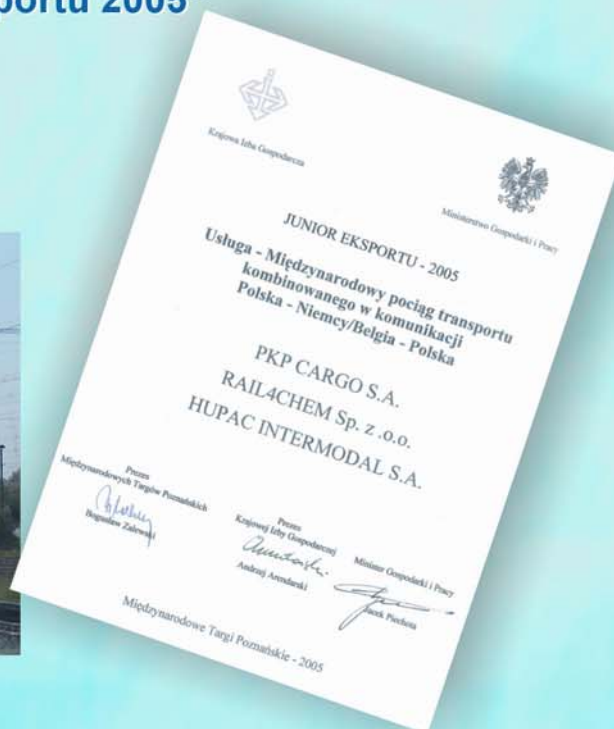 portu 2005
Krajowa Izba Gospodarcza
Ministerstwo Gospodarki i Pracy
JUNIOR EKSPORTU - 2005
Usługa - Międzynarodowy pociąg transportu
kombinowanego w komunikacji
Polska - Niemcy/Belgia - Polska
PKP CARGO S.A.
RAIL4CHEM Sp. z .o.o.
HUPAC INTERMODAL S.A.
Prezes
Międzynarodowych Targów Poznańskich
Bogusław Zalewski
Prezes
Krajowej Izby Gospodarczej
Andrzej Arendarski
Minister Gospodarki i Pracy
Jacek Piechota
Międzynarodowe Targi Poznańskie - 2005